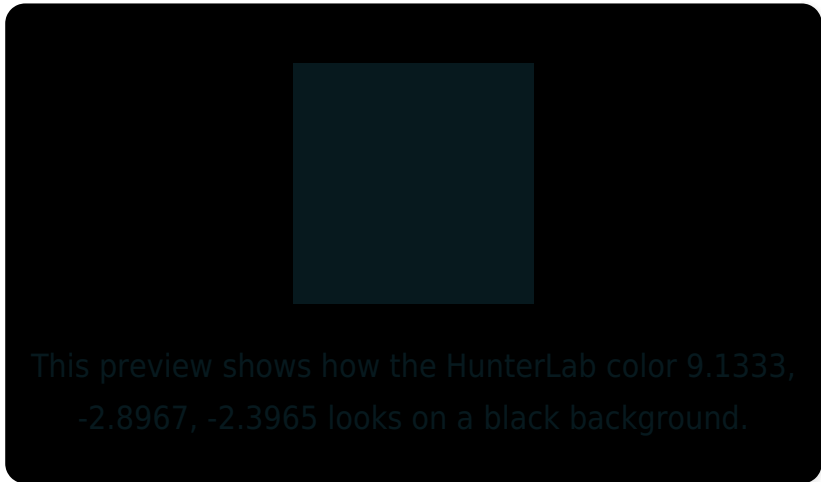 This preview shows how the HunterLab color 9.1333,
-2.8967, -2.3965 looks on a black background.